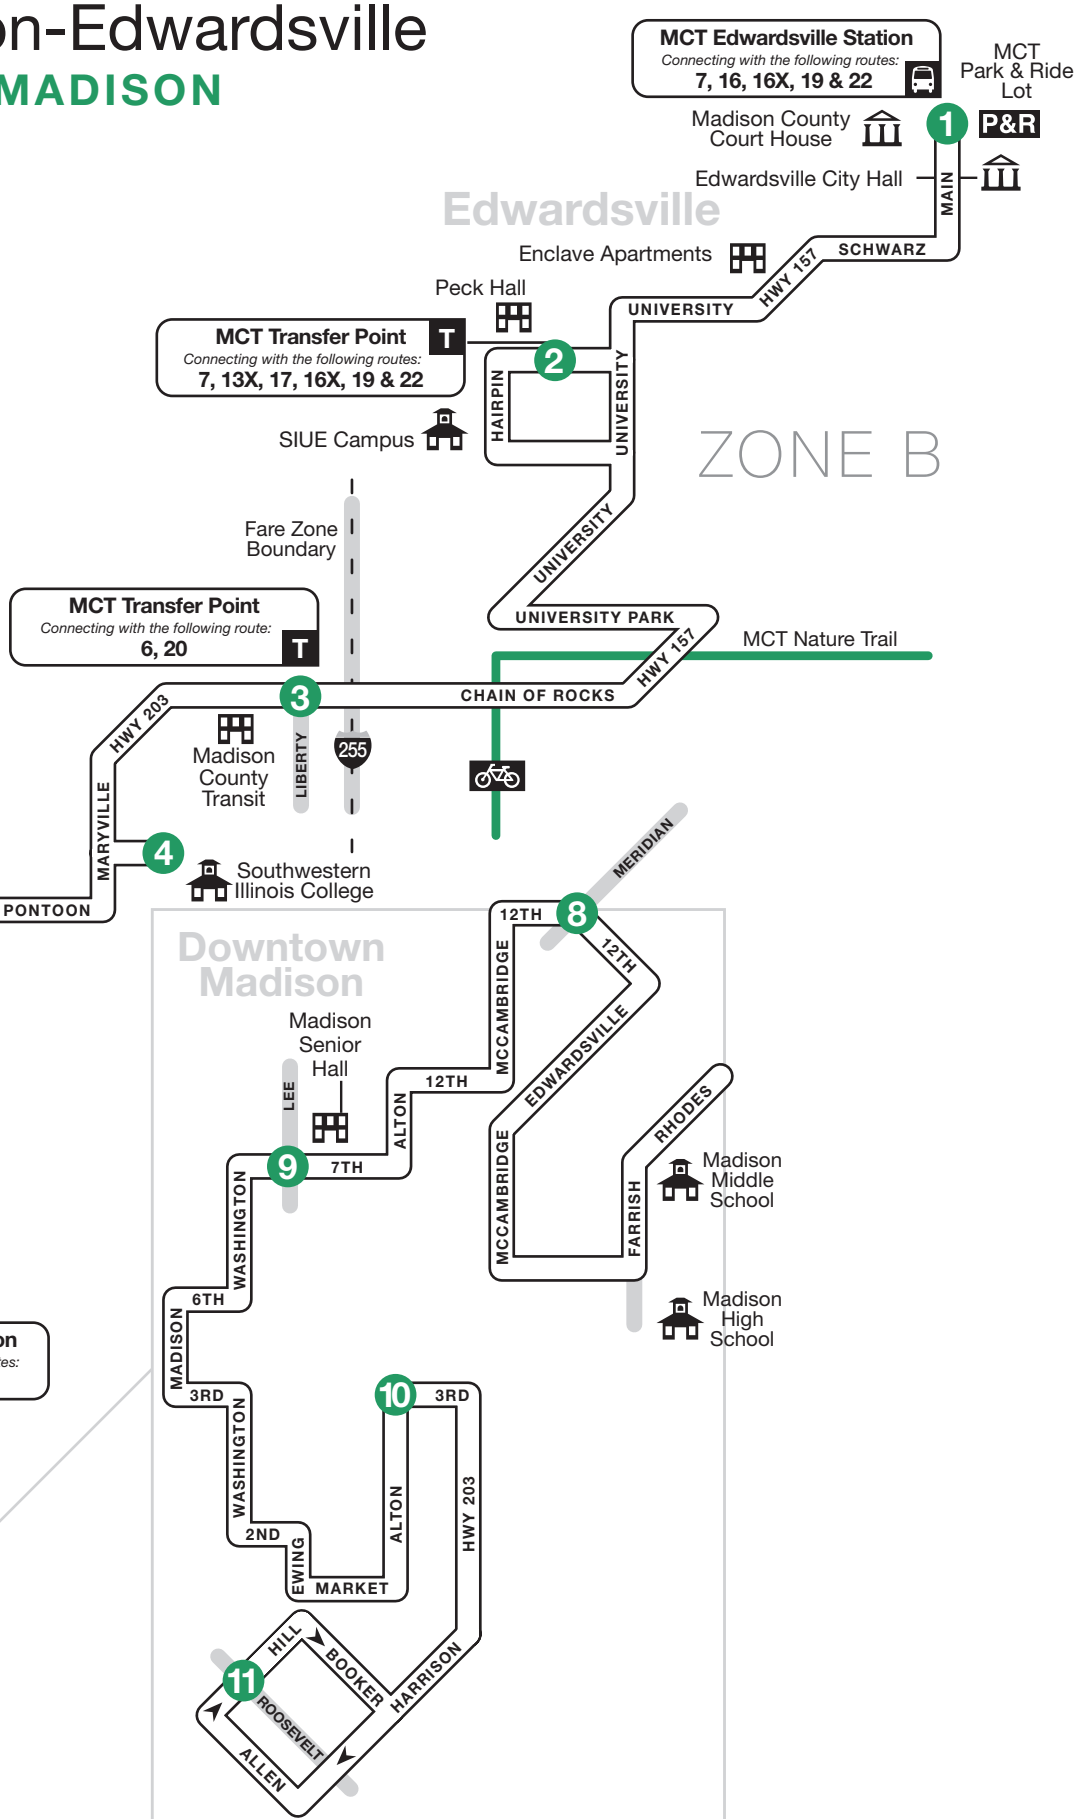 on-Edwardsville
MADISON
MCT Edwardsville Station
Connecting with the following routes:
7, 16, 16X, 19 & 22
MCT
Park & Ride
Lot
Madison County
Court House
1
P&R
Edwardsville City Hall
MAIN
Edwardsville
SCHWARZ
Enclave Apartments
HWY 157
Peck Hall
UNIVERSITY
MCT Transfer Point
T
Connecting with the following routes:
7, 13X, 17, 16X, 19 & 22
2
HAIRPIN
UNIVERSITY
SIUE Campus
ZONE B
Fare Zone
Boundary
UNIVERSITY
MCT Transfer Point
Connecting with the following route:
6, 20
T
UNIVERSITY PARK
MCT Nature Trail
HWY 157
3
CHAIN OF ROCKS
HWY 203
Madison
County
Transit
LIBERTY
255
MARYVILLE
4
Southwestern
Illinois College
PONTOON
MERIDIAN
8
12TH
12TH
Downtown
Madison
MCCAMBRIDGE
Madison
Senior
Hall
EDWARDSVILLE
12TH
LEE
ALTON
RHODES
9
7TH
MCCAMBRIDGE
Madison
Middle
School
FARRISH
WASHINGTON
6TH
Madison
High
School
on
tes:
MADISON
3RD
10
3RD
WASHINGTON
ALTON
HWY 203
2ND
EWING
MARKET
HILL
BOOKER
HARRISON
11
ROOSEVELT
ALLEN